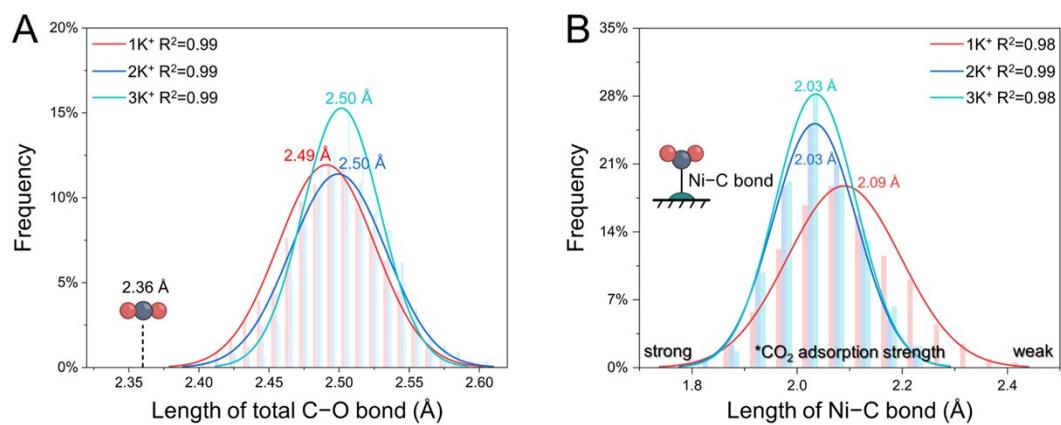 A
20%
15%
10%
5%
0%
Frequency
1K⁺ R²=0.99
2K⁺ R²=0.99
3K⁺ R²=0.99
2.50 Å
2.49 Å
2.50 Å
2.36 Å
2.35 2.40 2.45 2.50 2.55 2.60
Length of total C−O bond (Å)
B
35%
28%
21%
14%
7%
0%
Frequency
1K⁺ R²=0.98
2K⁺ R²=0.99
3K⁺ R²=0.98
2.03 Å
2.03 Å
2.09 Å
Ni−C bond
strong *CO₂ adsorption strength weak
1.8 2.0 2.2 2.4
Length of Ni−C bond (Å)